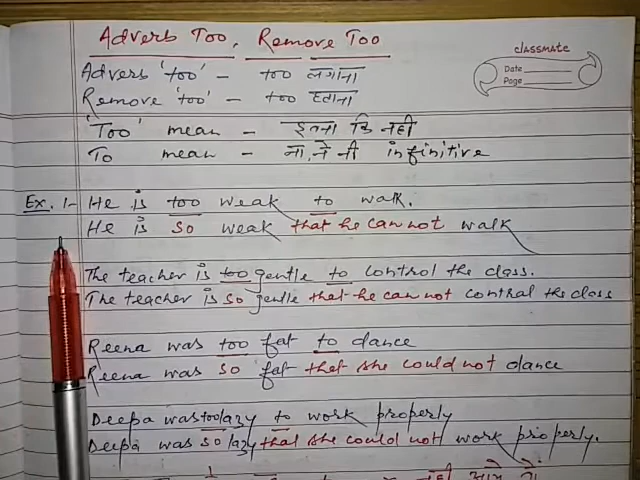 Adverb Too, Remove Too
classmate
Date
Page
Adverb 'too' - too लगाना
Remove 'too' - too हटाना
'Too' mean - इतना कि नहीं
To mean - ना, ने नी infinitive
Ex. 1- He is too weak to walk.
He is so weak that he can not walk
The teacher is too gentle to control the class.
The teacher is so gentle that he can not control the class
Reena was too fat to dance
Reena was so fat that she could not dance
Deepa was too lazy to work properly
Deepa was so lazy that she could not work properly.